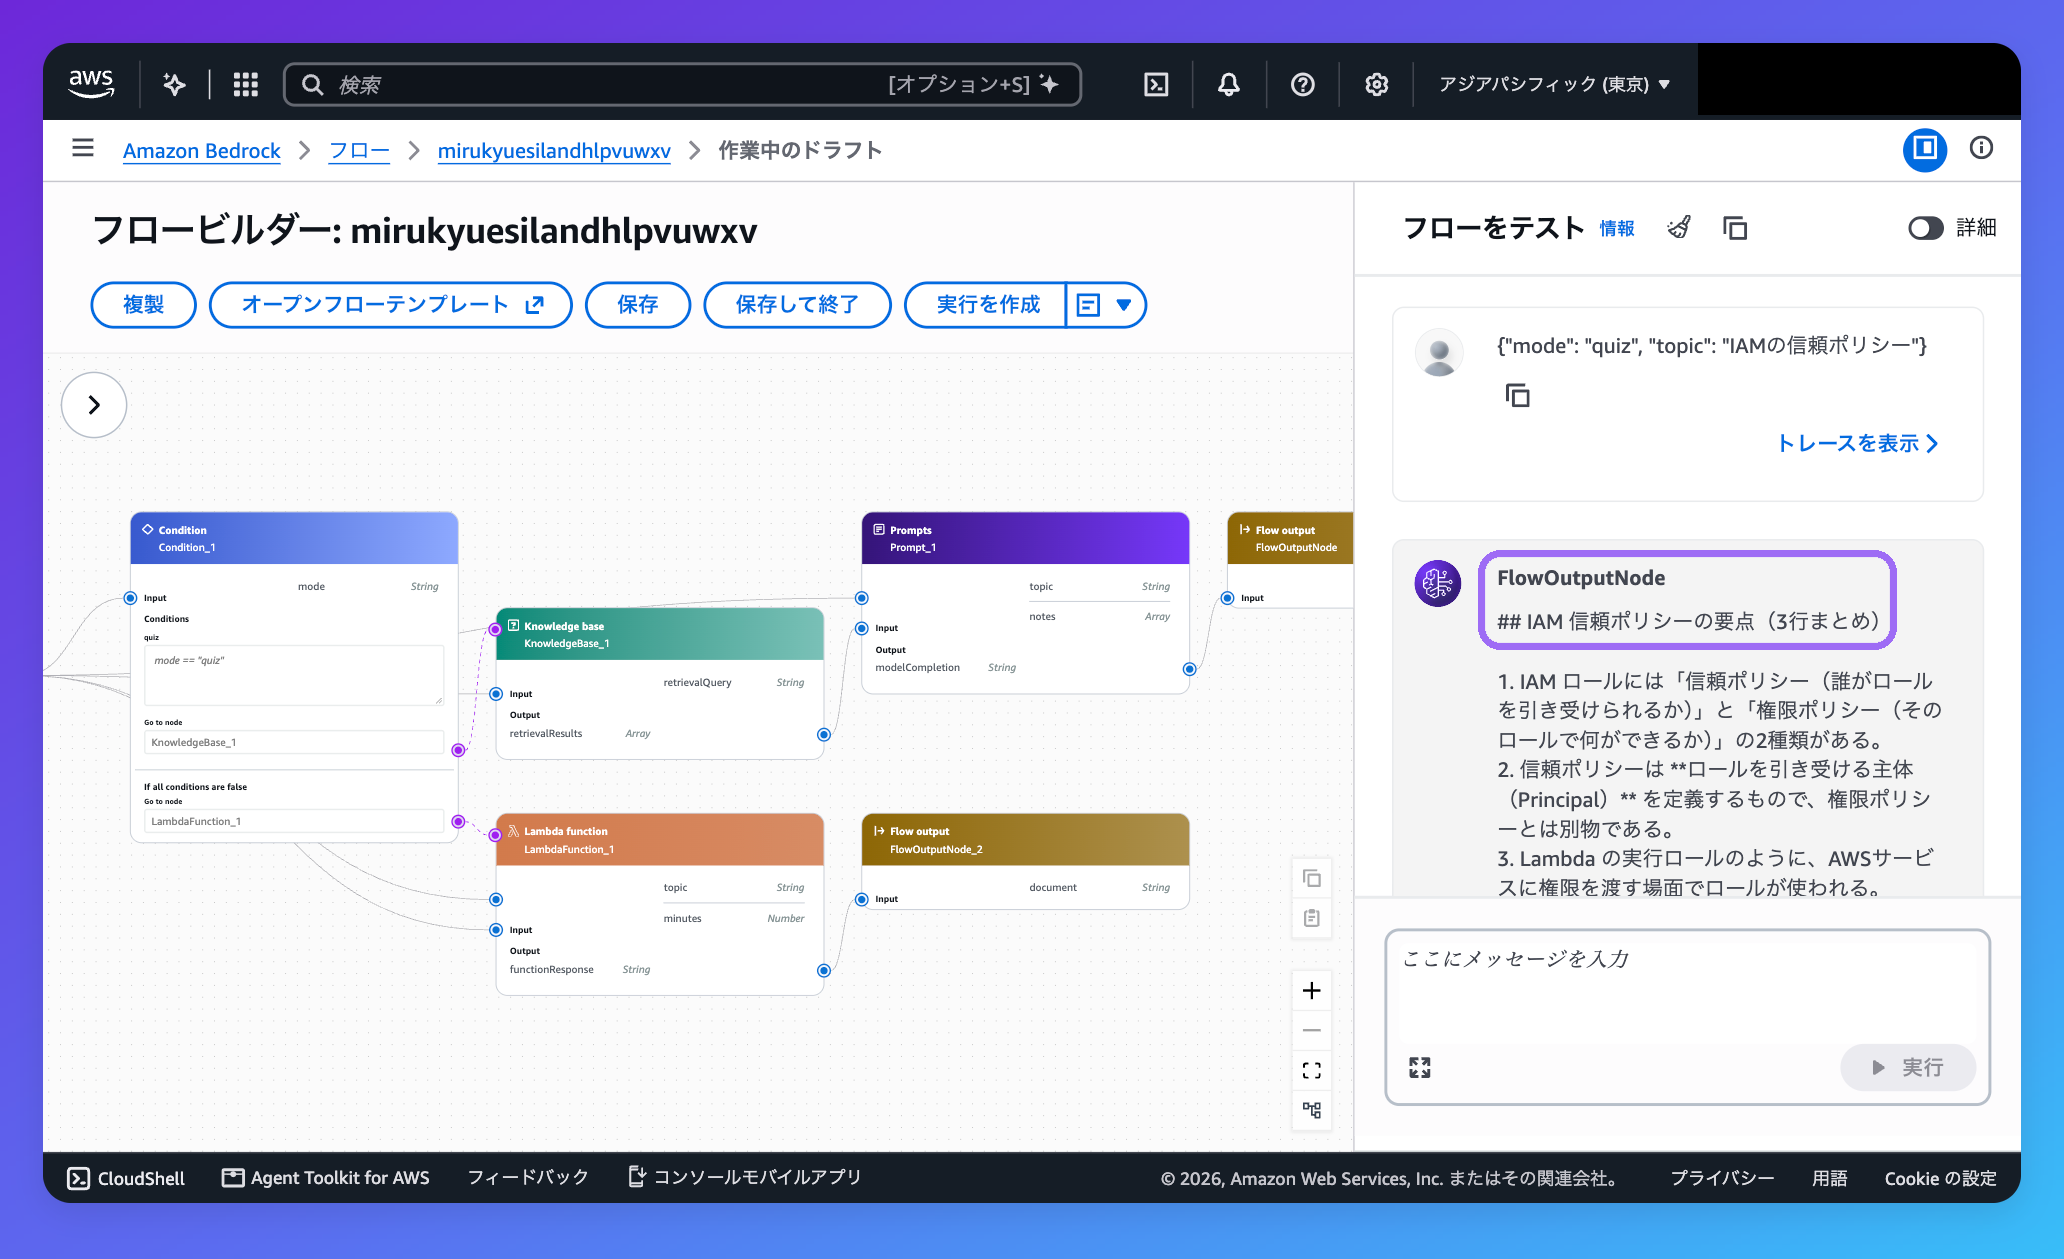 aws
検索
[オプション+S]
アジアパシフィック (東京) ▼
Amazon Bedrock
フロー
mirukyuesilandhlpvuwxv
作業中のドラフト
フロービルダー: mirukyuesilandhlpvuwxv
複製
オープンフローテンプレート
保存
保存して終了
実行を作成
Condition
Condition_1
mode String
Input
Conditions
quiz
mode == "quiz"
Go to node
KnowledgeBase_1
If all conditions are false
Go to node
LambdaFunction_1
Knowledge base
KnowledgeBase_1
retrievalQuery String
Input
Output
retrievalResults Array
Lambda function
LambdaFunction_1
topic String
minutes Number
Input
Output
functionResponse String
Prompts
Prompt_1
topic String
notes Array
Input
Output
modelCompletion String
Flow output
FlowOutputNode
Input
Flow output
FlowOutputNode_2
document String
Input
フローをテスト
情報
詳細
{"mode": "quiz", "topic": "IAMの信頼ポリシー"}
トレースを表示
FlowOutputNode
## IAM 信頼ポリシーの要点（3行まとめ）
1. IAM ロールには「信頼ポリシー（誰がロール
を引き受けられるか）」と「権限ポリシー（その
ロールで何ができるか）」の2種類がある。
2. 信頼ポリシーは **ロールを引き受ける主体
（Principal）** を定義するもので、権限ポリシ
ーとは別物である。
3. Lambda の実行ロールのように、AWSサービ
スに権限を渡す場面でロールが使われる。
ここにメッセージを入力
実行
CloudShell
Agent Toolkit for AWS
フィードバック
コンソールモバイルアプリ
© 2026, Amazon Web Services, Inc. またはその関連会社。
プライバシー
用語
Cookie の設定